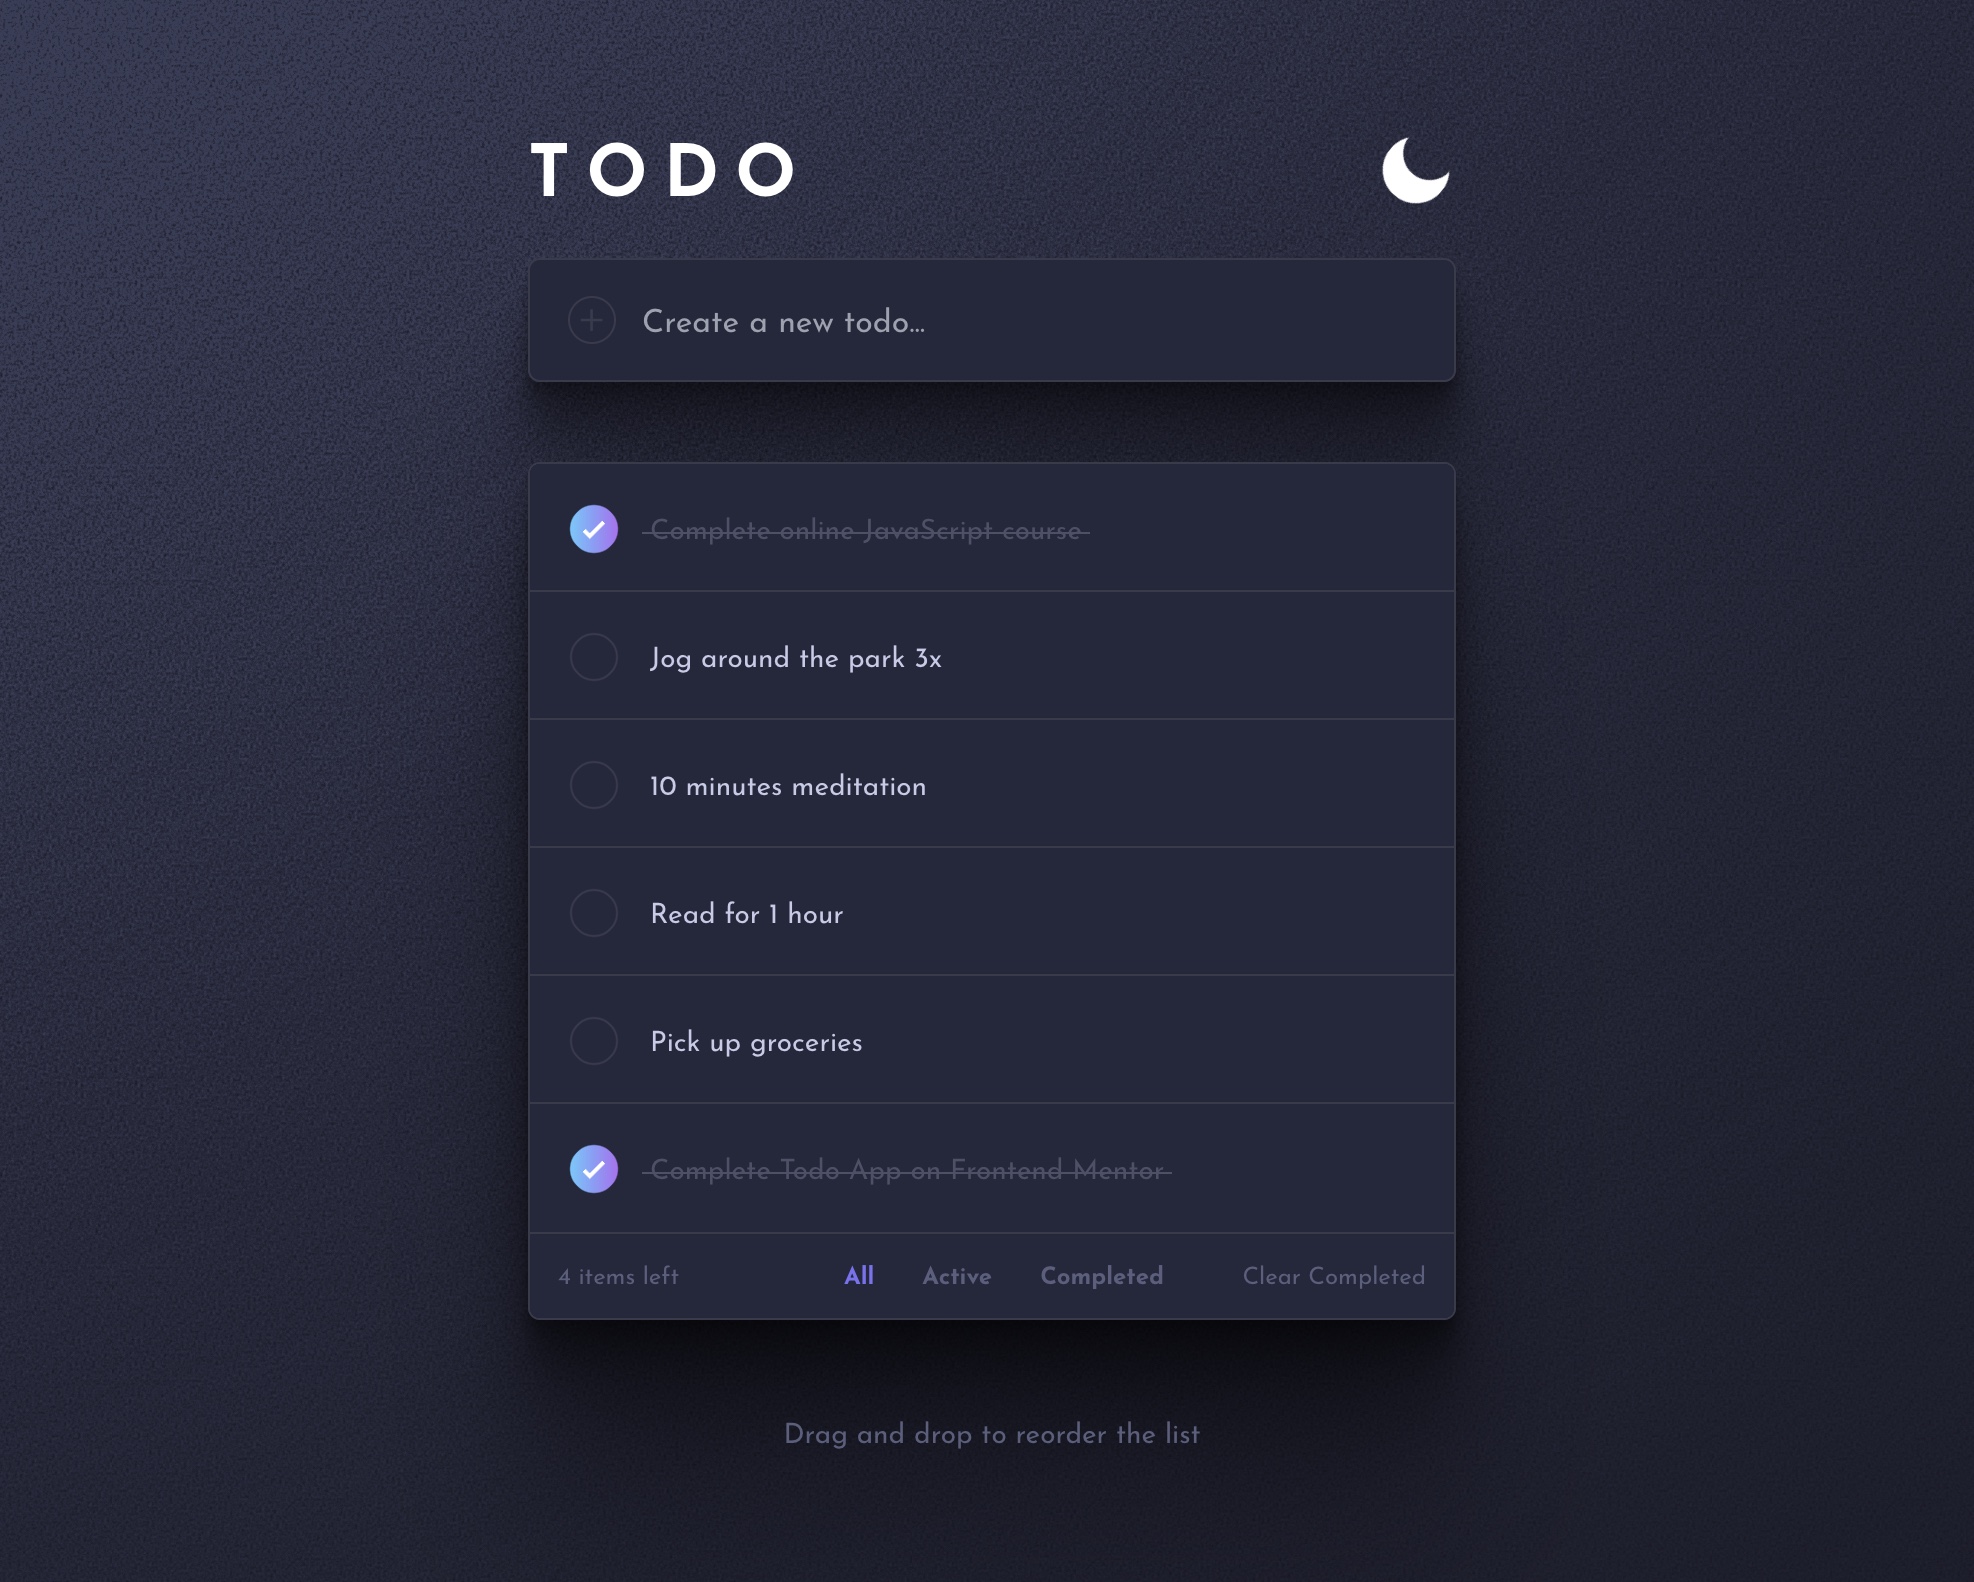 TODO
Create a new todo...
Complete online JavaScript course
Jog around the park 3x
10 minutes meditation
Read for 1 hour
Pick up groceries
Complete Todo App on Frontend Mentor
4 items left All Active Completed Clear Completed
Drag and drop to reorder the list